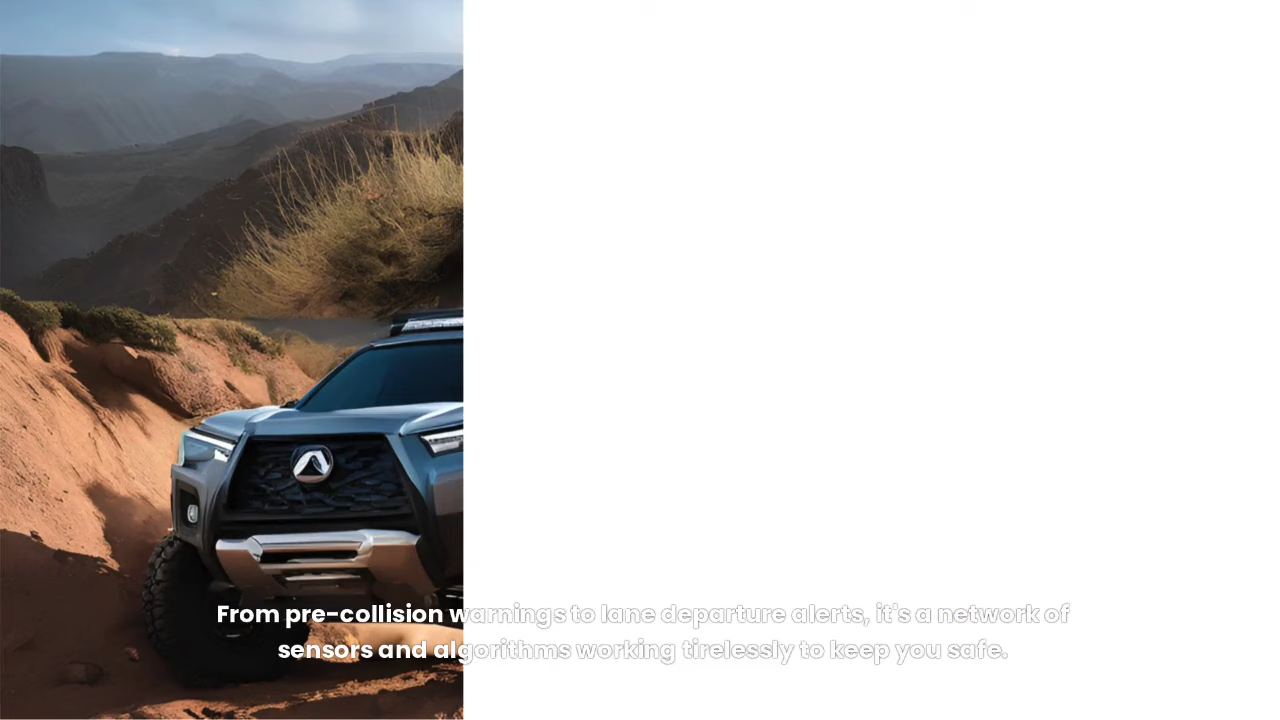 From pre-collision warnings to lane departure alerts, it's a network of
sensors and algorithms working tirelessly to keep you safe.